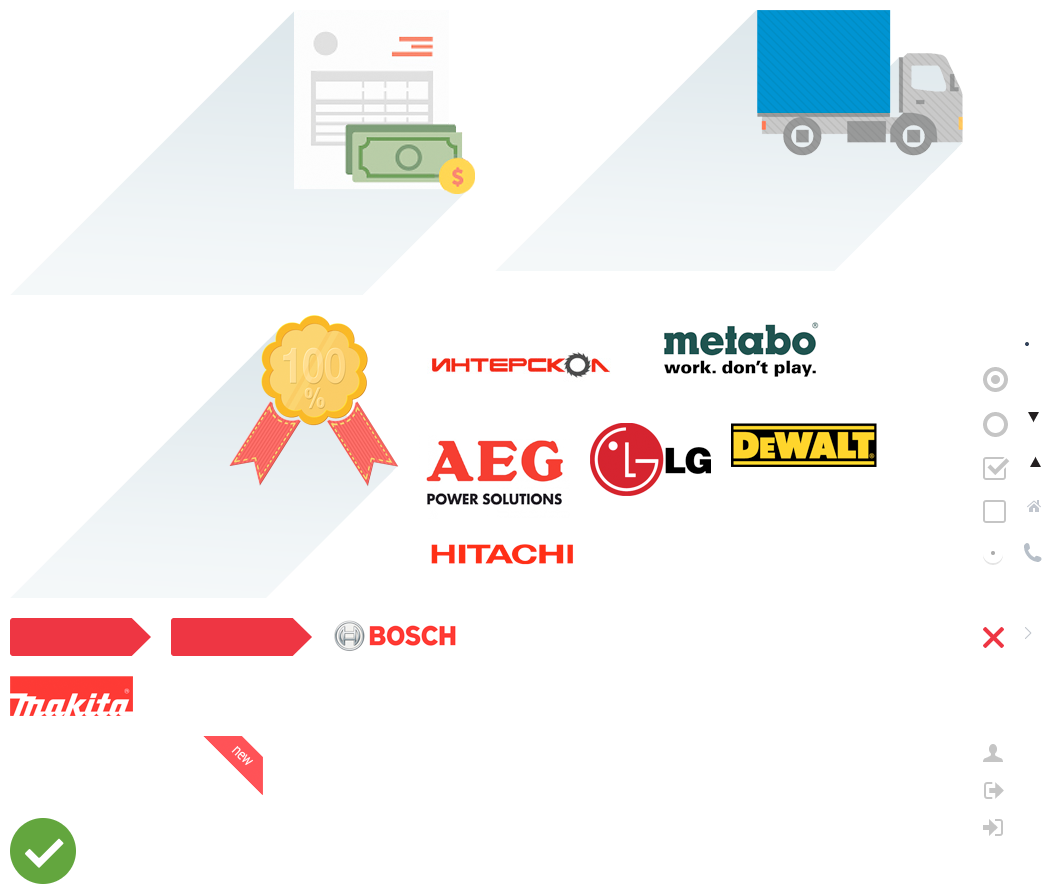 $
100
%
ИНТЕРСКОЛ
metabo®
work. don't play.
AEG
POWER SOLUTIONS
LG
DEWALT®
HITACHI
BOSCH
makita®
new